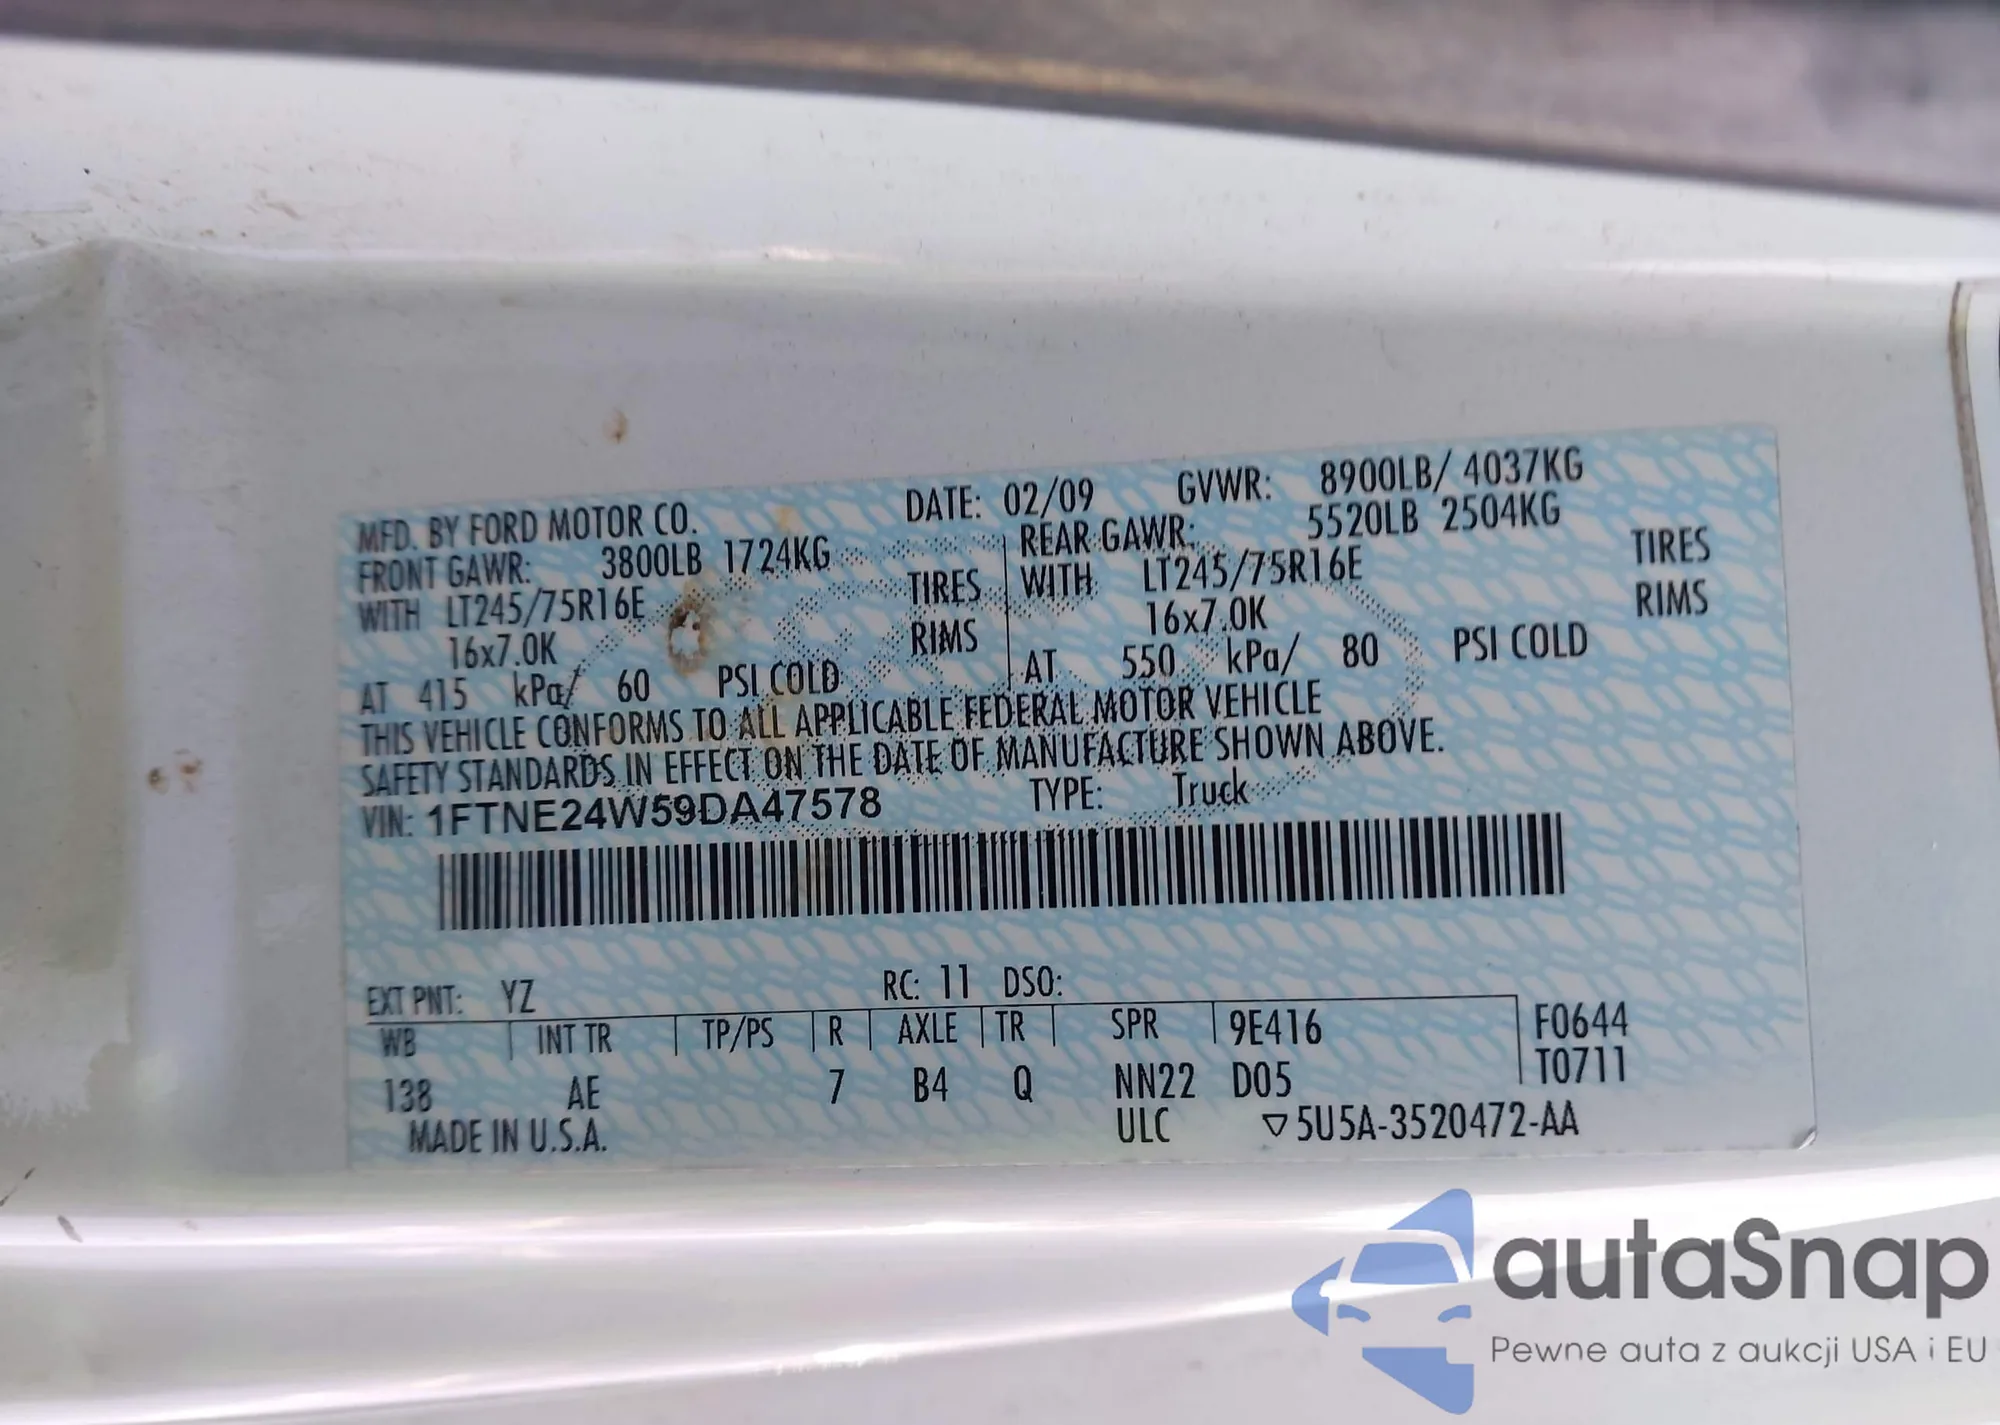 MFD. BY FORD MOTOR CO. DATE: 02/09 GVWR: 8900LB/ 4037KG
FRONT GAWR: 3800LB 1724KG REAR GAWR: 5520LB 2504KG
WITH LT245/75R16E TIRES WITH LT245/75R16E TIRES
16x7.0K RIMS 16x7.0K RIMS
AT 415 kPa/ 60 PSI COLD AT 550 kPa/ 80 PSI COLD
THIS VEHICLE CONFORMS TO ALL APPLICABLE FEDERAL MOTOR VEHICLE
SAFETY STANDARDS IN EFFECT ON THE DATE OF MANUFACTURE SHOWN ABOVE.
VIN: 1FTNE24W59DA47578 TYPE: Truck
EXT PNT: YZ RC: 11 DSO:
WB INT TR TP/PS R AXLE TR SPR 9E416 F0644
138 AE 7 B4 Q NN22 D05 T0711
MADE IN U.S.A. ULC ▽5U5A-3520472-AA
autaSnap
Pewne auta z aukcji USA i EU